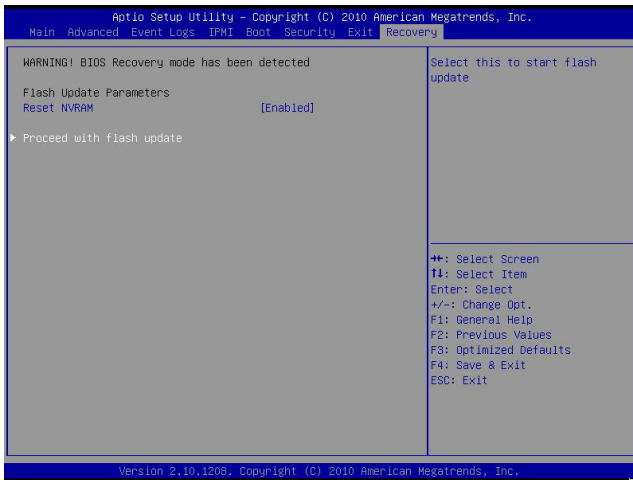 Aptio Setup Utility – Copyright (C) 2010 American Megatrends, Inc.
Main Advanced Event Logs IPMI Boot Security Exit Recovery
WARNING! BIOS Recovery mode has been detected
Flash Update Parameters
Reset NVRAM [Enabled]
Proceed with flash update
Select this to start flash
update
→←: Select Screen
↑↓: Select Item
Enter: Select
+/-: Change Opt.
F1: General Help
F2: Previous Values
F3: Optimized Defaults
F4: Save & Exit
ESC: Exit
Version 2.10.1208. Copyright (C) 2010 American Megatrends, Inc.